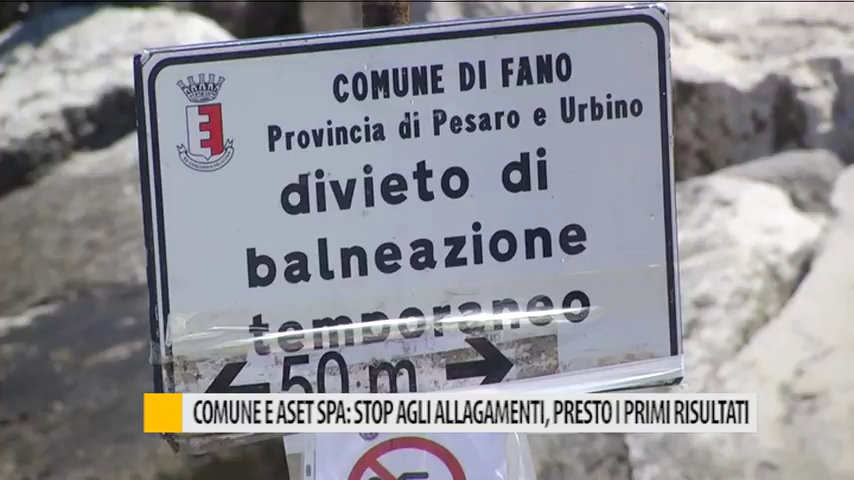 COMUNE DI FANO
Provincia di Pesaro e Urbino
divieto di
balneazione
temporaneo
50 m
COMUNE E ASET SPA: STOP AGLI ALLAGAMENTI, PRESTO I PRIMI RISULTATI